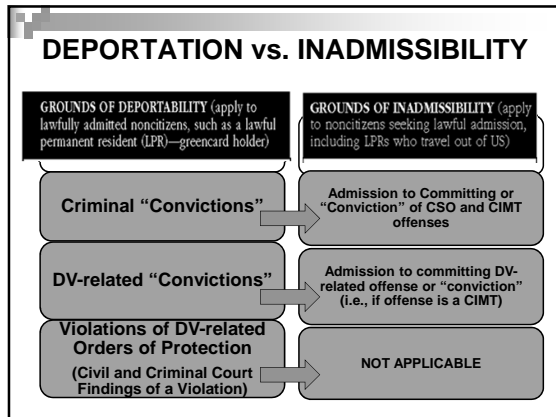 DEPORTATION vs. INADMISSIBILITY
GROUNDS OF DEPORTABILITY (apply to
lawfully admitted noncitizens, such as a lawful
permanent resident (LPR)—greencard holder)
GROUNDS OF INADMISSIBILITY (apply
to noncitizens seeking lawful admission,
including LPRs who travel out of US)
Criminal “Convictions”
Admission to Committing or
“Conviction” of CSO and CIMT
offenses
DV-related “Convictions”
Admission to committing DV-
related offense or “conviction”
(i.e., if offense is a CIMT)
Violations of DV-related
Orders of Protection
(Civil and Criminal Court
Findings of a Violation)
NOT APPLICABLE